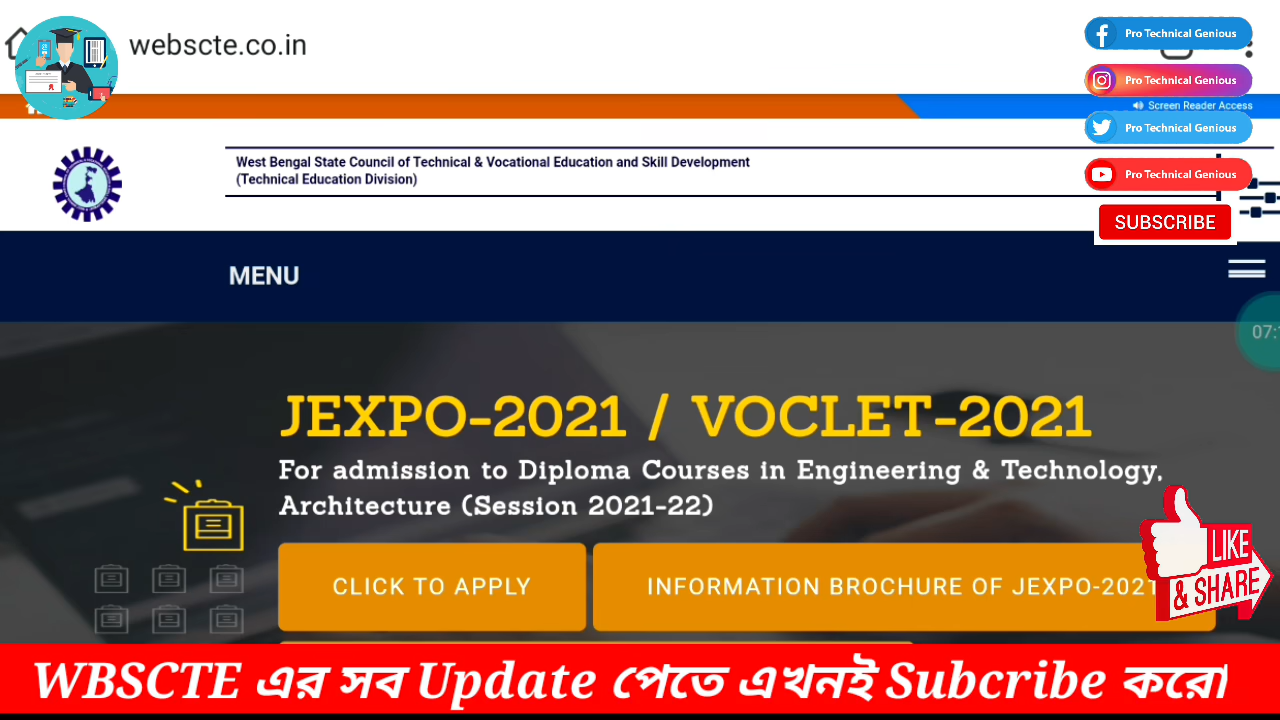 webscte.co.in
Pro Technical Genious
Pro Technical Genious
Screen Reader Access
Pro Technical Genious
West Bengal State Council of Technical & Vocational Education and Skill Development
(Technical Education Division)
Pro Technical Genious
SUBSCRIBE
MENU
07:
JEXPO-2021 / VOCLET-2021
For admission to Diploma Courses in Engineering & Technology,
Architecture (Session 2021-22)
CLICK TO APPLY
INFORMATION BROCHURE OF JEXPO-2021
LIKE
& SHARE
WBSCTE এর সব Update পেতে এখনই Subcribe করো